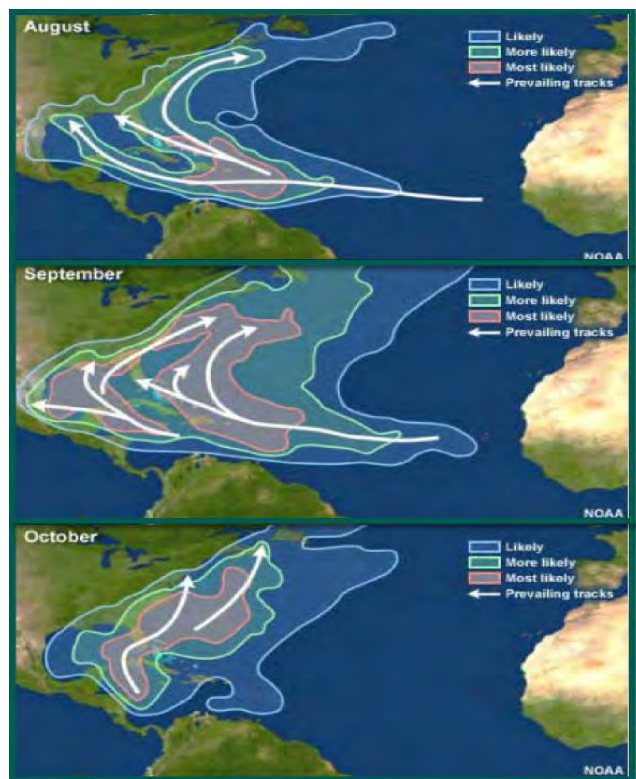 August
Likely
More likely
Most likely
Prevailing tracks
NOAA
September
Likely
More likely
Most likely
Prevailing tracks
NOAA
October
Likely
More likely
Most likely
Prevailing tracks
NOAA